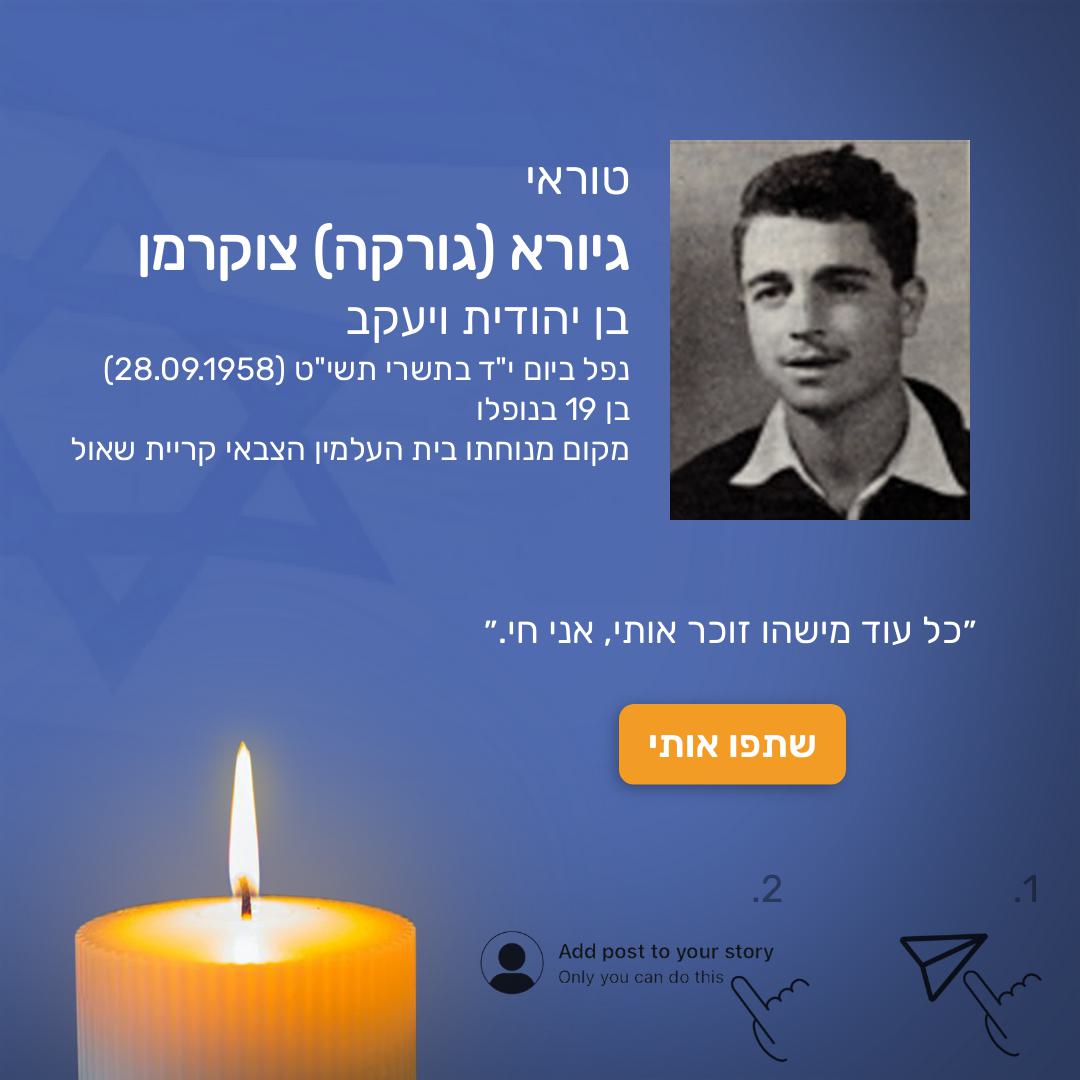 טוראי
גיורא (גורקה) צוקרמן
בן יהודית ויעקב
נפל ביום י"ד בתשרי תשי"ט (28.09.1958)
בן 19 בנופלו
מקום מנוחתו בית העלמין הצבאי קריית שאול
״כל עוד מישהו זוכר אותי, אני חי.״
שתפו אותי
.1
.2
Add post to your story
Only you can do this